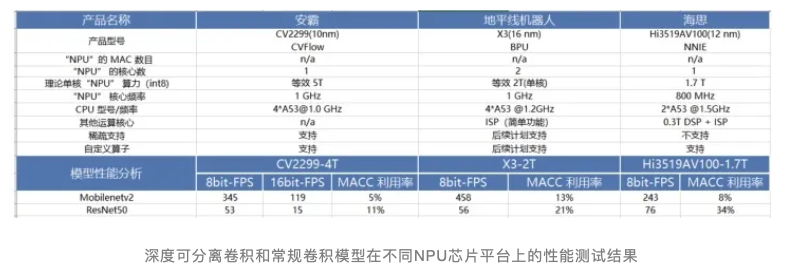 产品名称 安霸 地平线机器人 海思
产品型号 CV2299(10nm) X3(16 nm) Hi3519AV100(12 nm)
CVFlow BPU NNIE
"NPU"的 MAC 数目 n/a n/a n/a
"NPU"的核心数 1 2 1
理论单核"NPU"算力（int8） 等效 5T 等效 2T(单核) 1.7 T
"NPU" 核心频率 1 GHz 1 GHz 800 MHz
CPU 型号/频率 4*A53@1.0 GHz 4*A53 @1.2GHz 2*A53 @1.5GHz
其他运算核心 n/a ISP（简单功能） 0.3T DSP + ISP
稀疏支持 支持 后续计划支持 不支持
自定义算子 支持 后续计划支持 支持
模型性能分析 CV2299-4T X3-2T Hi3519AV100-1.7T
8bit-FPS 16bit-FPS MACC 利用率 8bit-FPS MACC 利用率 8bit-FPS MACC 利用率
Mobilenetv2 345 119 5% 458 13% 243 8%
ResNet50 53 15 11% 56 21% 76 34%
深度可分离卷积和常规卷积模型在不同NPU芯片平台上的性能测试结果